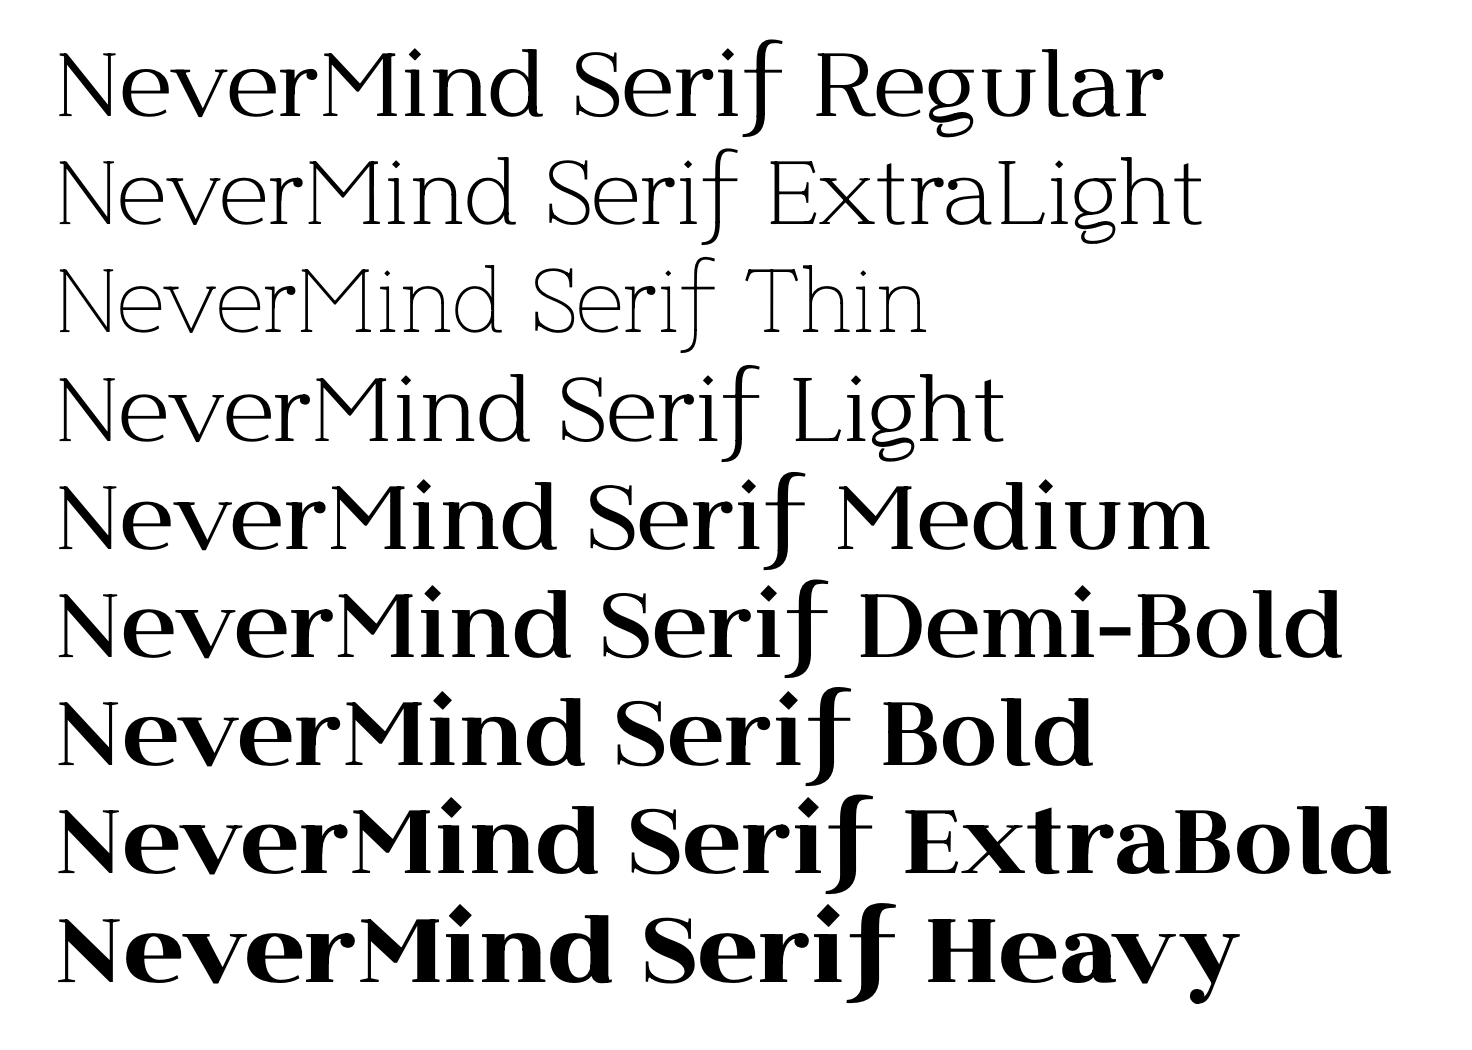 NeverMind Serif Regular
NeverMind Serif ExtraLight
NeverMind Serif Thin
NeverMind Serif Light
NeverMind Serif Medium
NeverMind Serif Demi-Bold
NeverMind Serif Bold
NeverMind Serif ExtraBold
NeverMind Serif Heavy